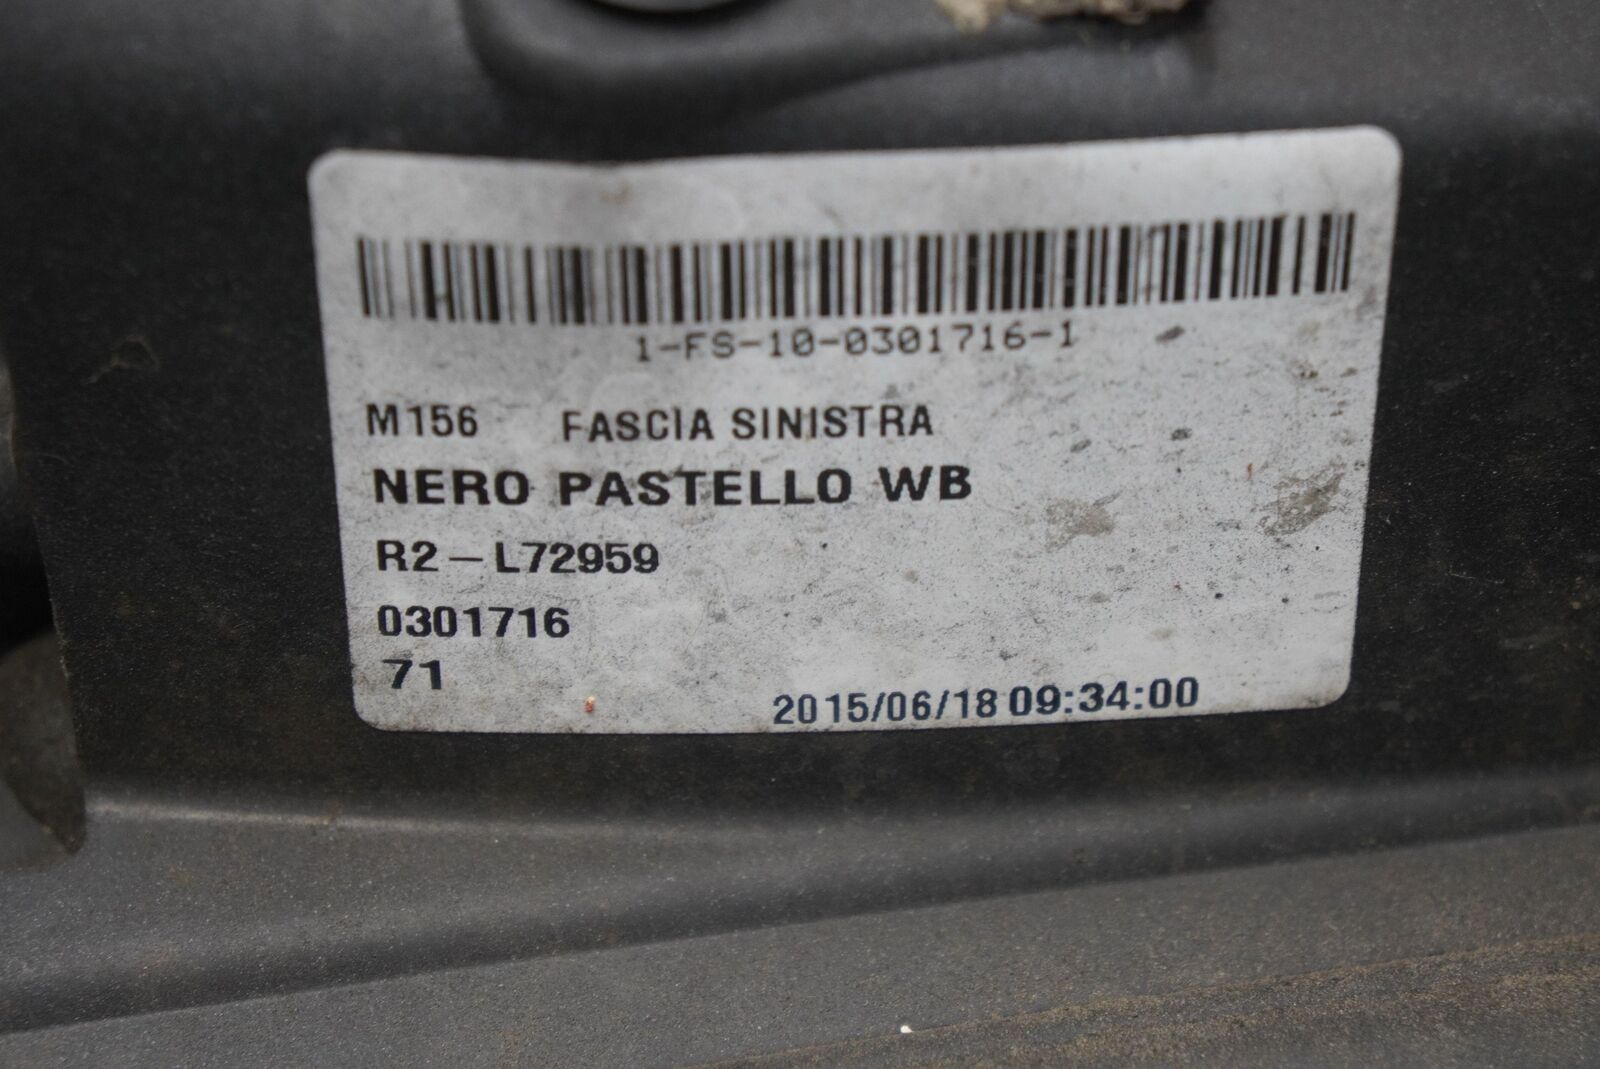 1-FS-10-0301716-1
M156 FASCIA SINISTRA
NERO PASTELLO WB
R2-L72959
0301716
71
2015/06/18 09:34:00